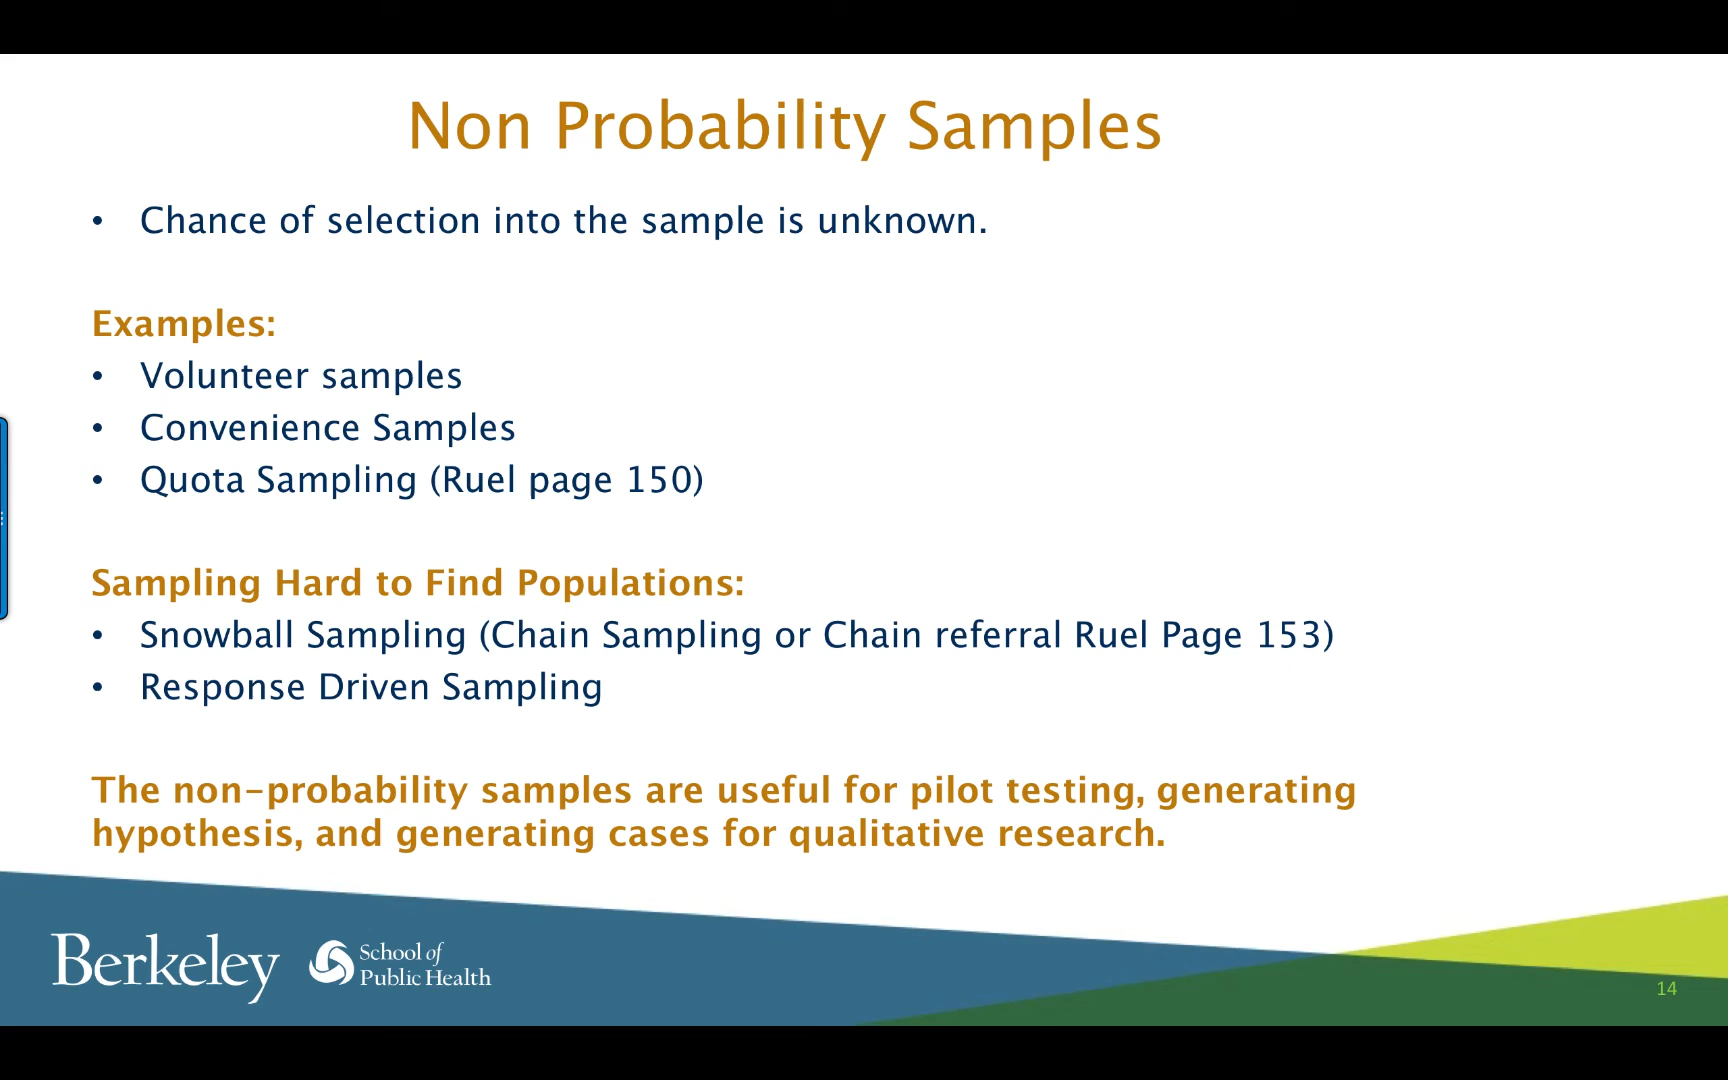 Non Probability Samples
• Chance of selection into the sample is unknown.
Examples:
• Volunteer samples
• Convenience Samples
• Quota Sampling (Ruel page 150)
Sampling Hard to Find Populations:
• Snowball Sampling (Chain Sampling or Chain referral Ruel Page 153)
• Response Driven Sampling
The non-probability samples are useful for pilot testing, generating
hypothesis, and generating cases for qualitative research.
Berkeley
School of
Public Health
14